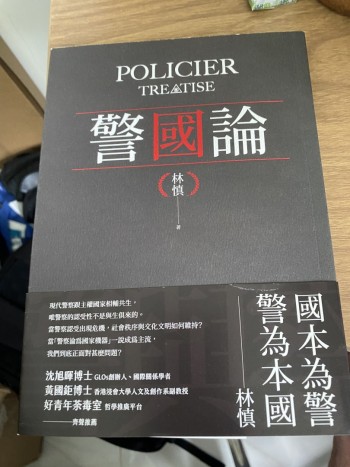 POLICIER
TREATISE
警國論
林慎
著
國本為警
警為本國
林慎
現代警察跟主權國家相輔共生,
唯警察的認受性不是與生俱來的。
當警察認受出現危機,社會秩序與文化文明如何維持?
當「警察淪為國家機器」一說成為主流,
我們到底正面對甚麼問題?
沈旭暉博士 GLOs創辦人、國際關係學者
黃國鉅博士 香港浸會大學人文及創作系副教授
好青年荼毒室 哲學推廣平台
——齊聲推薦